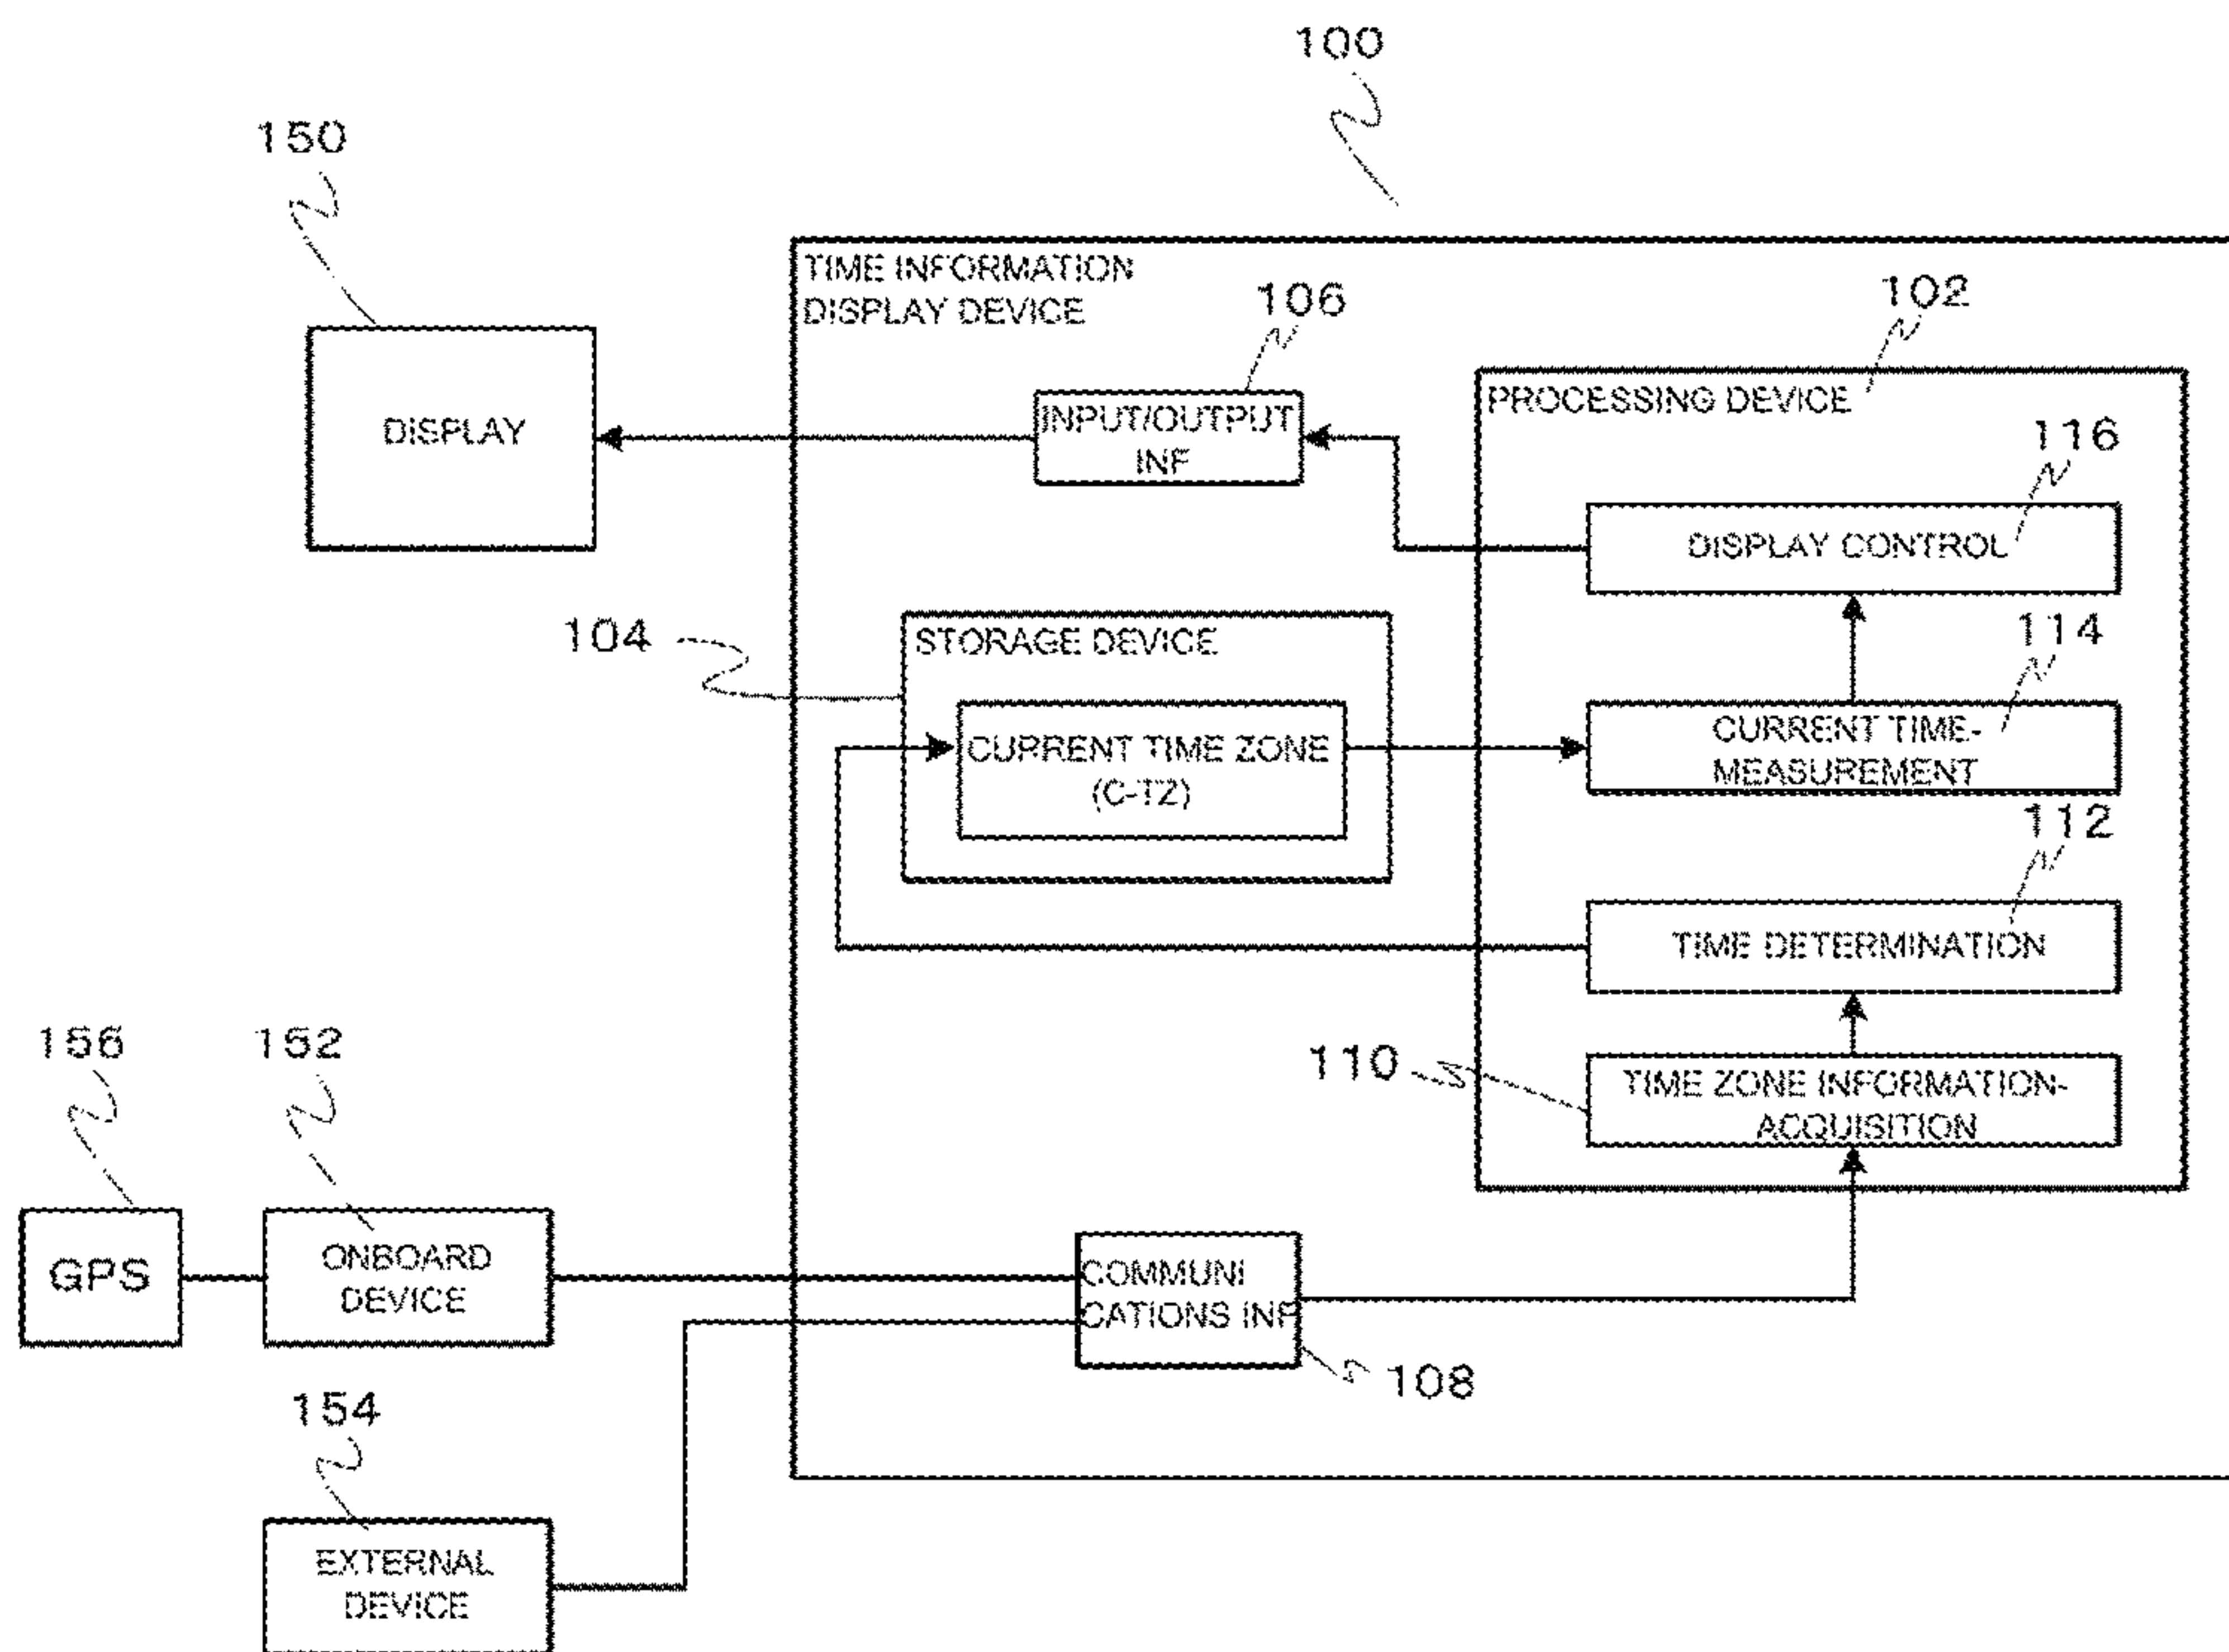 100
150
TIME INFORMATION
DISPLAY DEVICE
106
102
PROCESSING DEVICE
INPUT/OUTPUT
INF
DISPLAY
116
DISPLAY CONTROL
104
STORAGE DEVICE
114
CURRENT TIME ZONE
(C-TZ)
CURRENT TIME-
MEASUREMENT
112
TIME DETERMINATION
156
152
110
TIME ZONE INFORMATION-
ACQUISITION
GPS
ONBOARD
DEVICE
COMMUNI
CATIONS INF
108
154
EXTERNAL
DEVICE